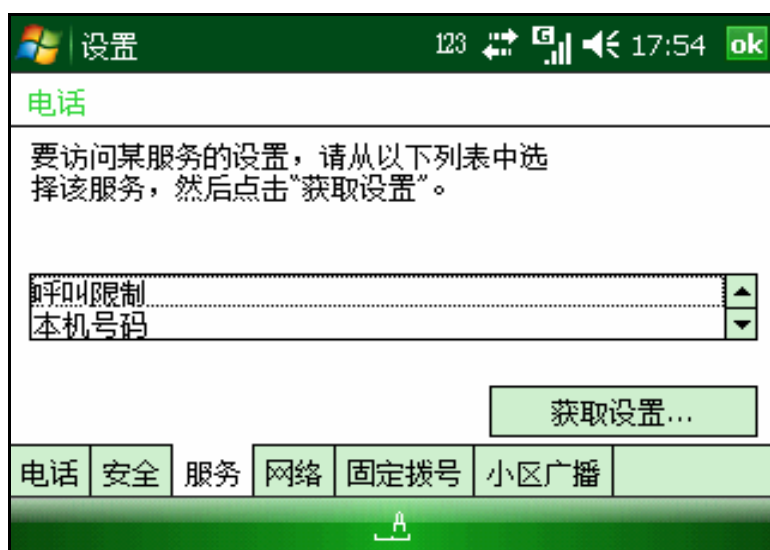 设置 123 G 17:54 ok
电话
要访问某服务的设置，请从以下列表中选
择该服务，然后点击“获取设置”。
呼叫限制
本机号码
获取设置...
电话 安全 服务 网络 固定拨号 小区广播
A